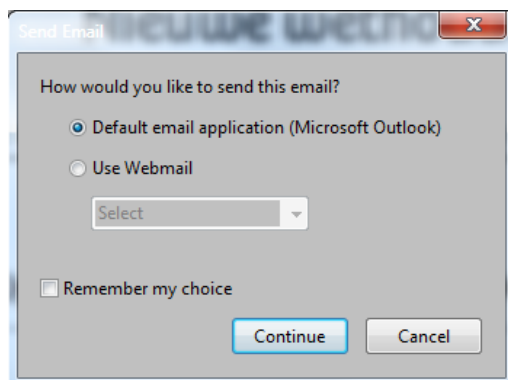 Send Email
How would you like to send this email?
Default email application (Microsoft Outlook)
Use Webmail
Select
Remember my choice
Continue
Cancel